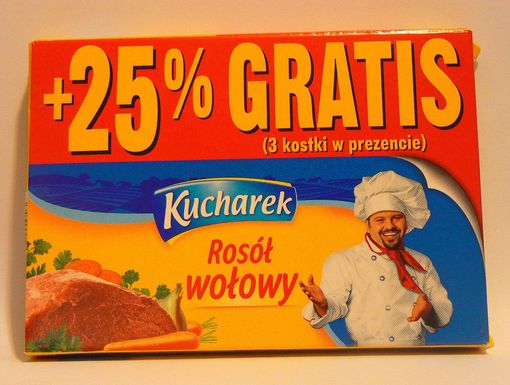 +25% GRATIS
(3 kostki w prezencie)
Kucharek
Rosół
wołowy